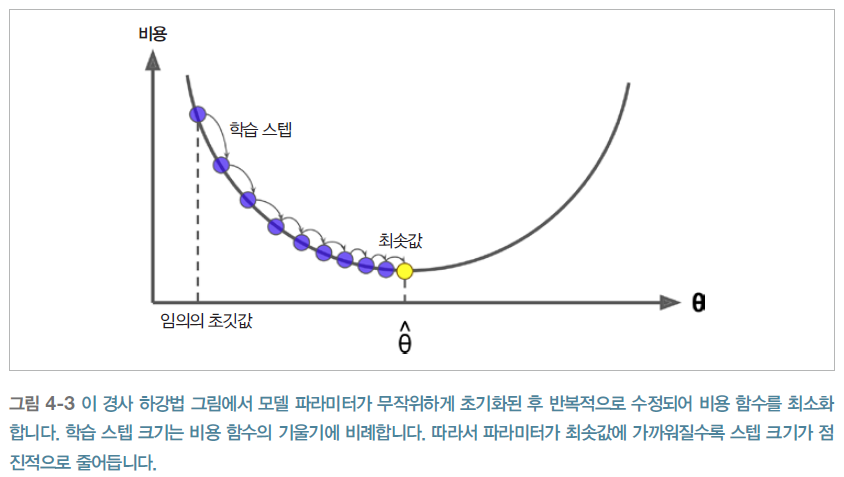 비용
학습 스텝
최솟값
θ
임의의 초깃값
θ̂
그림 4-3 이 경사 하강법 그림에서 모델 파라미터가 무작위하게 초기화된 후 반복적으로 수정되어 비용 함수를 최소화
합니다. 학습 스텝 크기는 비용 함수의 기울기에 비례합니다. 따라서 파라미터가 최솟값에 가까워질수록 스텝 크기가 점
진적으로 줄어듭니다.